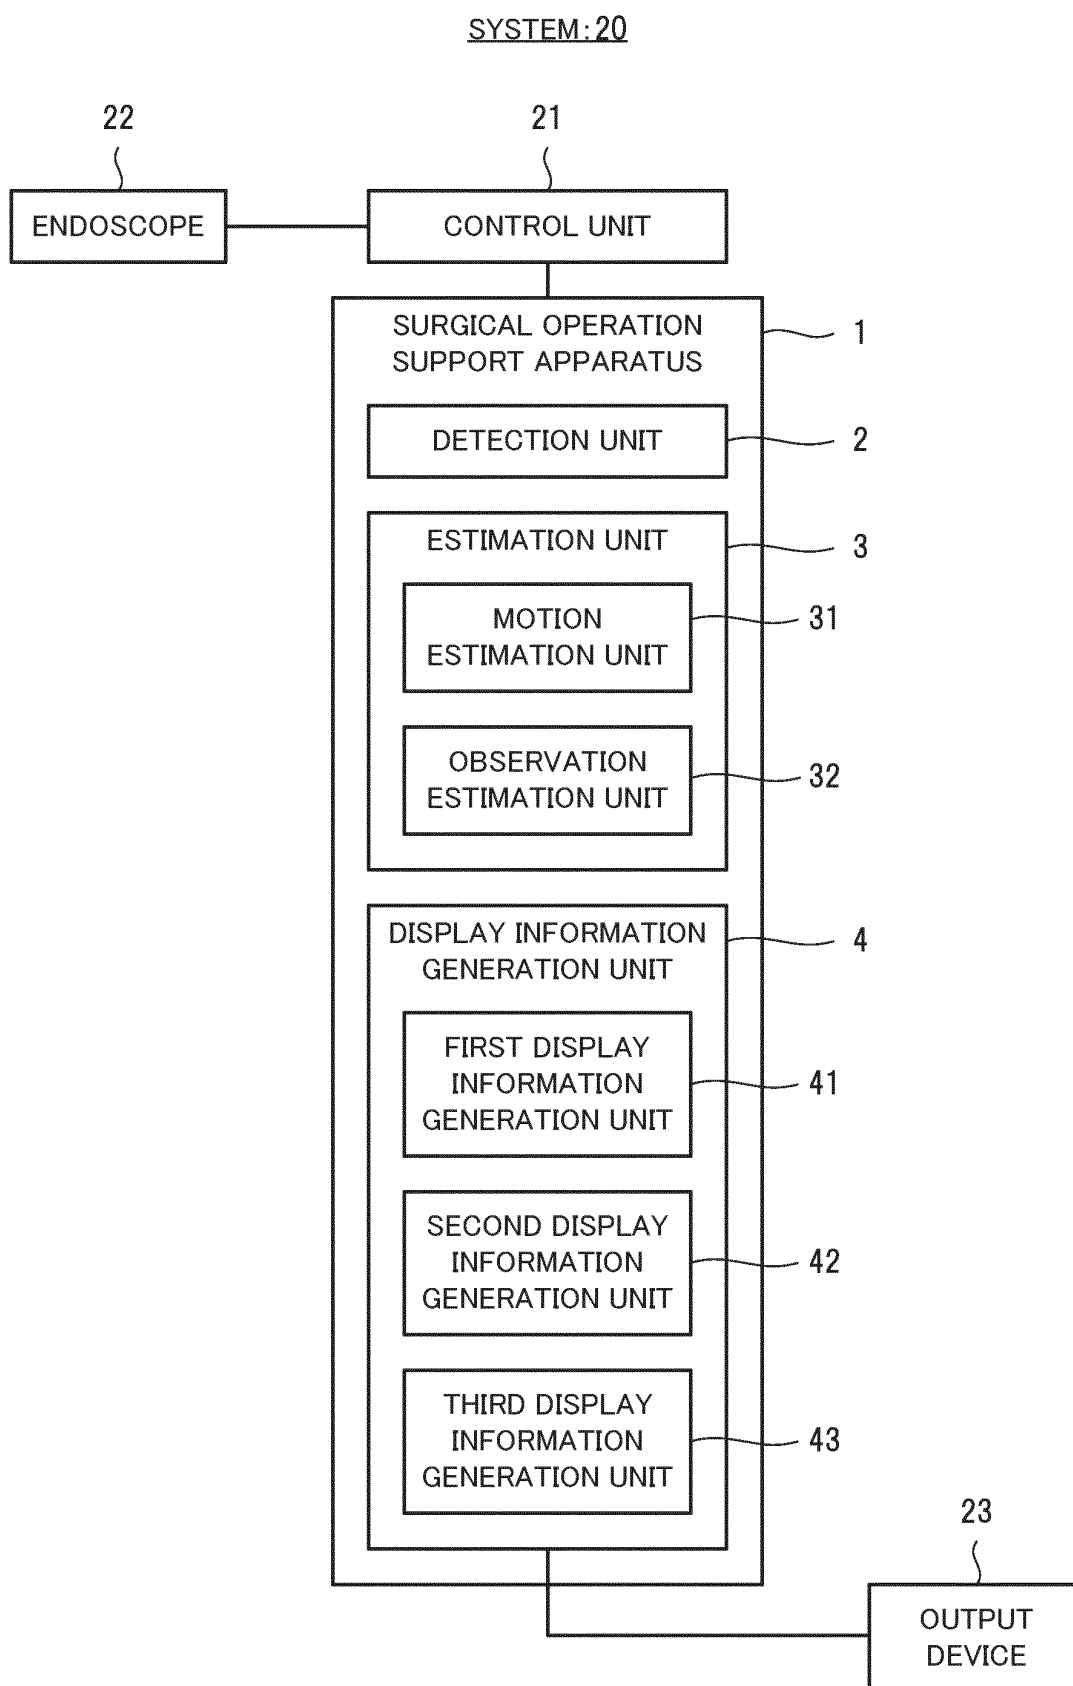 SYSTEM:20
22
21
ENDOSCOPE
CONTROL UNIT
SURGICAL OPERATION
SUPPORT APPARATUS
1
DETECTION UNIT
2
ESTIMATION UNIT
3
MOTION
ESTIMATION UNIT
31
OBSERVATION
ESTIMATION UNIT
32
DISPLAY INFORMATION
GENERATION UNIT
4
FIRST DISPLAY
INFORMATION
GENERATION UNIT
41
SECOND DISPLAY
INFORMATION
GENERATION UNIT
42
THIRD DISPLAY
INFORMATION
GENERATION UNIT
43
23
OUTPUT
DEVICE